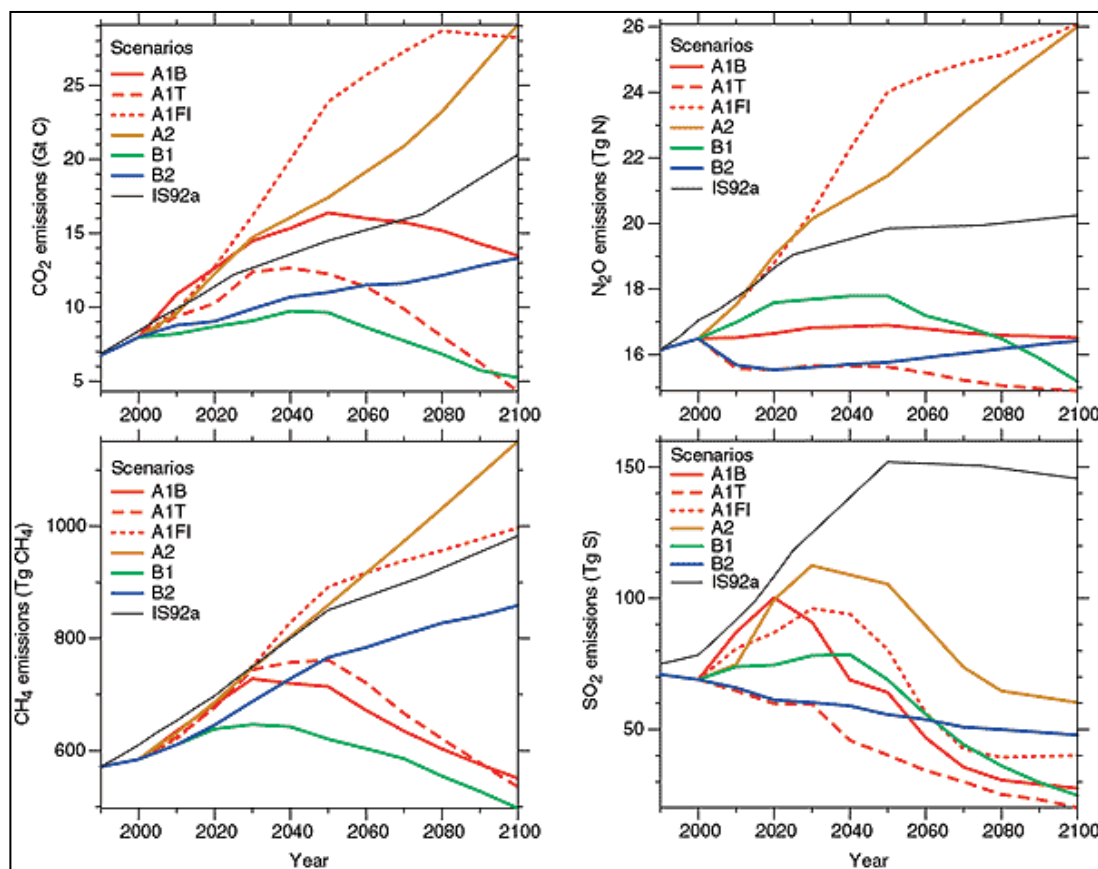 Scenarios
A1B
A1T
A1FI
A2
B1
B2
IS92a
CO2 emissions (Gt C)
25
20
15
10
5
2000 2020 2040 2060 2080 2100
Scenarios
A1B
A1T
A1FI
A2
B1
B2
IS92a
N2O emissions (Tg N)
26
24
22
20
18
16
2000 2020 2040 2060 2080 2100
Scenarios
A1B
A1T
A1FI
A2
B1
B2
IS92a
CH4 emissions (Tg CH4)
1000
800
600
2000 2020 2040 2060 2080 2100
Year
Scenarios
A1B
A1T
A1FI
A2
B1
B2
IS92a
SO2 emissions (Tg S)
150
100
50
2000 2020 2040 2060 2080 2100
Year